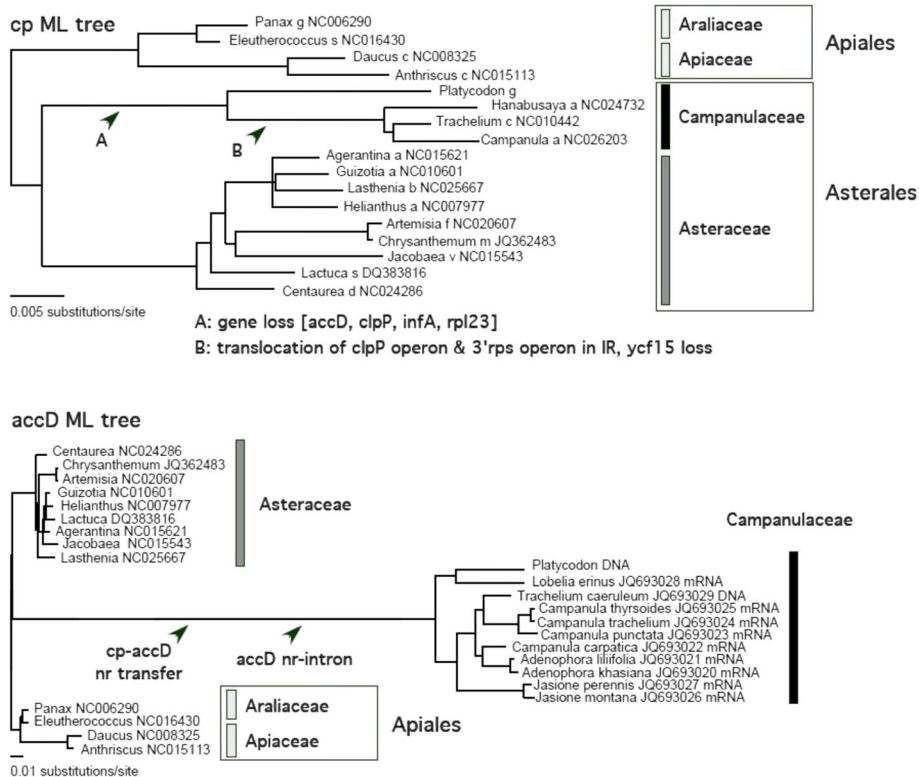 cp ML tree
Panax g NC006290
Eleutherococcus s NC016430
Daucus c NC008325
Anthriscus c NC015113
Platycodon g
Hanabusaya a NC024732
Trachelium c NC010442
Campanula a NC026203
Agerantina a NC015621
Guizotia a NC010601
Lasthenia b NC025667
Helianthus a NC007977
Artemisia f NC020607
Chrysanthemum m JQ362483
Jacobaea v NC015543
Lactuca s DQ383816
Centaurea d NC024286
A
B
Araliaceae
Apiaceae
Apiales
Campanulaceae
Asteraceae
Asterales
0.005 substitutions/site
A: gene loss [accD, clpP, infA, rpl23]
B: translocation of clpP operon & 3'rps operon in IR, ycf15 loss
accD ML tree
Centaurea NC024286
Chrysanthemum JQ362483
Artemisia NC020607
Guizotia NC010601
Helianthus NC007977
Lactuca DQ383816
Agerantina NC015621
Jacobaea NC015543
Lasthenia NC025667
Asteraceae
Campanulaceae
Platycodon DNA
Lobelia erinus JQ693028 mRNA
Trachelium caeruleum JQ693029 DNA
Campanula thyrsoides JQ693025 mRNA
Campanula trachelium JQ693024 mRNA
Campanula punctata JQ693023 mRNA
Campanula carpatica JQ693022 mRNA
Adenophora liliifolia JQ693021 mRNA
Adenophora khasiana JQ693020 mRNA
Jasione perennis JQ693027 mRNA
Jasione montana JQ693026 mRNA
cp-accD
nr transfer
accD nr-intron
Panax NC006290
Eleutherococcus NC016430
Daucus NC008325
Anthriscus NC015113
Araliaceae
Apiaceae
Apiales
0.01 substitutions/site